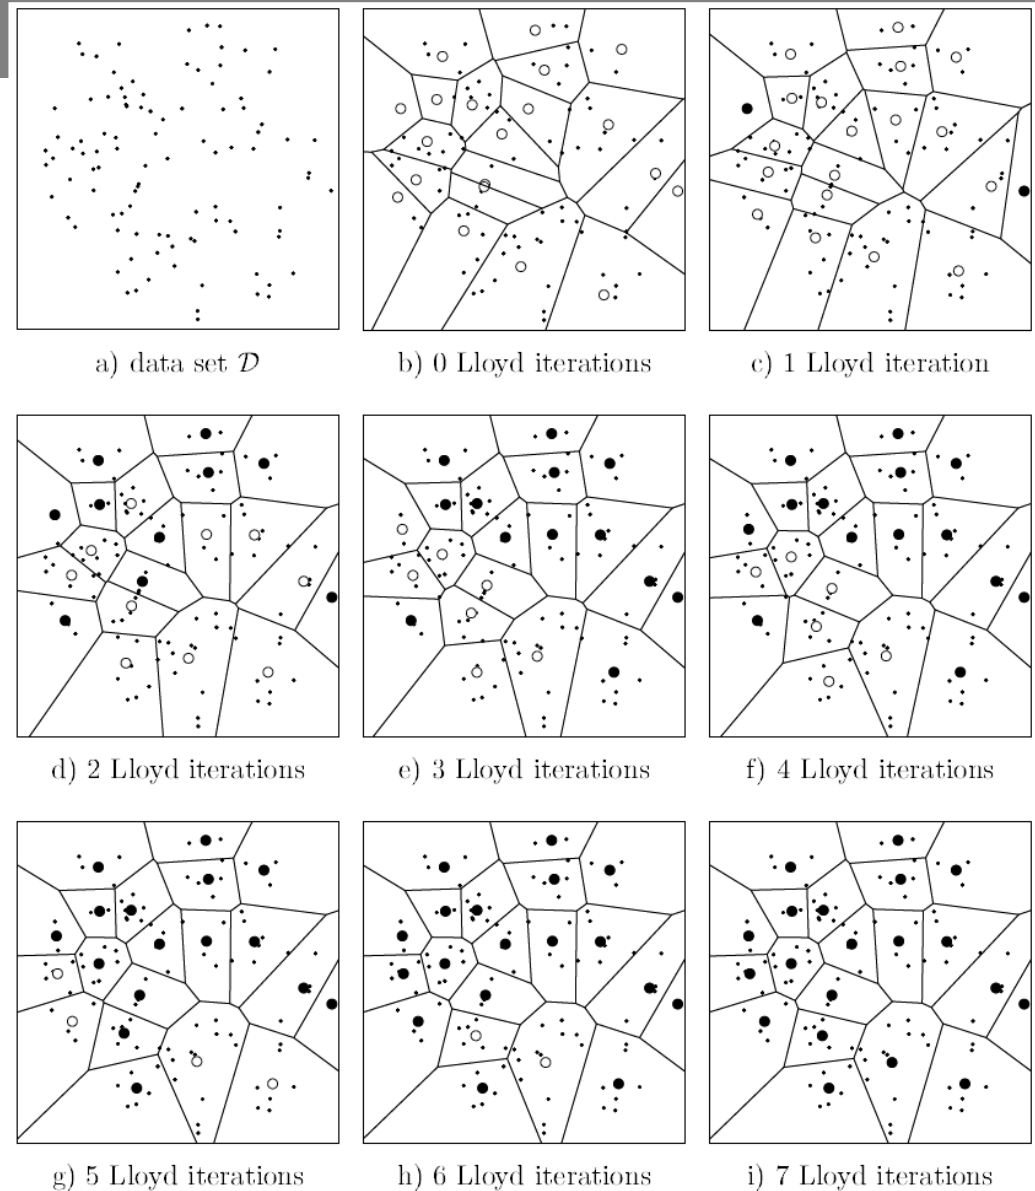 a) data set 𝒟
b) 0 Lloyd iterations
c) 1 Lloyd iteration
d) 2 Lloyd iterations
e) 3 Lloyd iterations
f) 4 Lloyd iterations
g) 5 Lloyd iterations
h) 6 Lloyd iterations
i) 7 Lloyd iterations